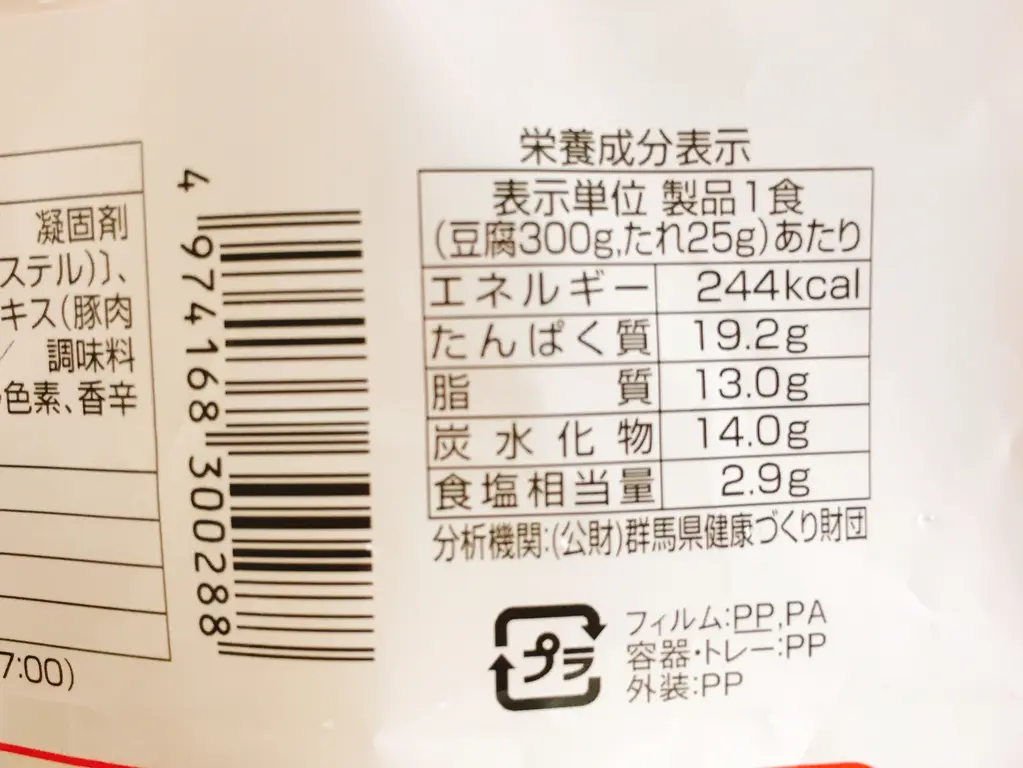 凝固剤
ステル)〕、
キス(豚肉
調味料
色素、香辛
7:00)
4 974168 300288
栄養成分表示
表示単位 製品1食
(豆腐300g,たれ25g)あたり
エネルギー 244kcal
たんぱく質 19.2g
脂質 13.0g
炭水化物 14.0g
食塩相当量 2.9g
分析機関:(公財)群馬県健康づくり財団
プラ
フィルム:PP,PA
容器・トレー:PP
外装:PP